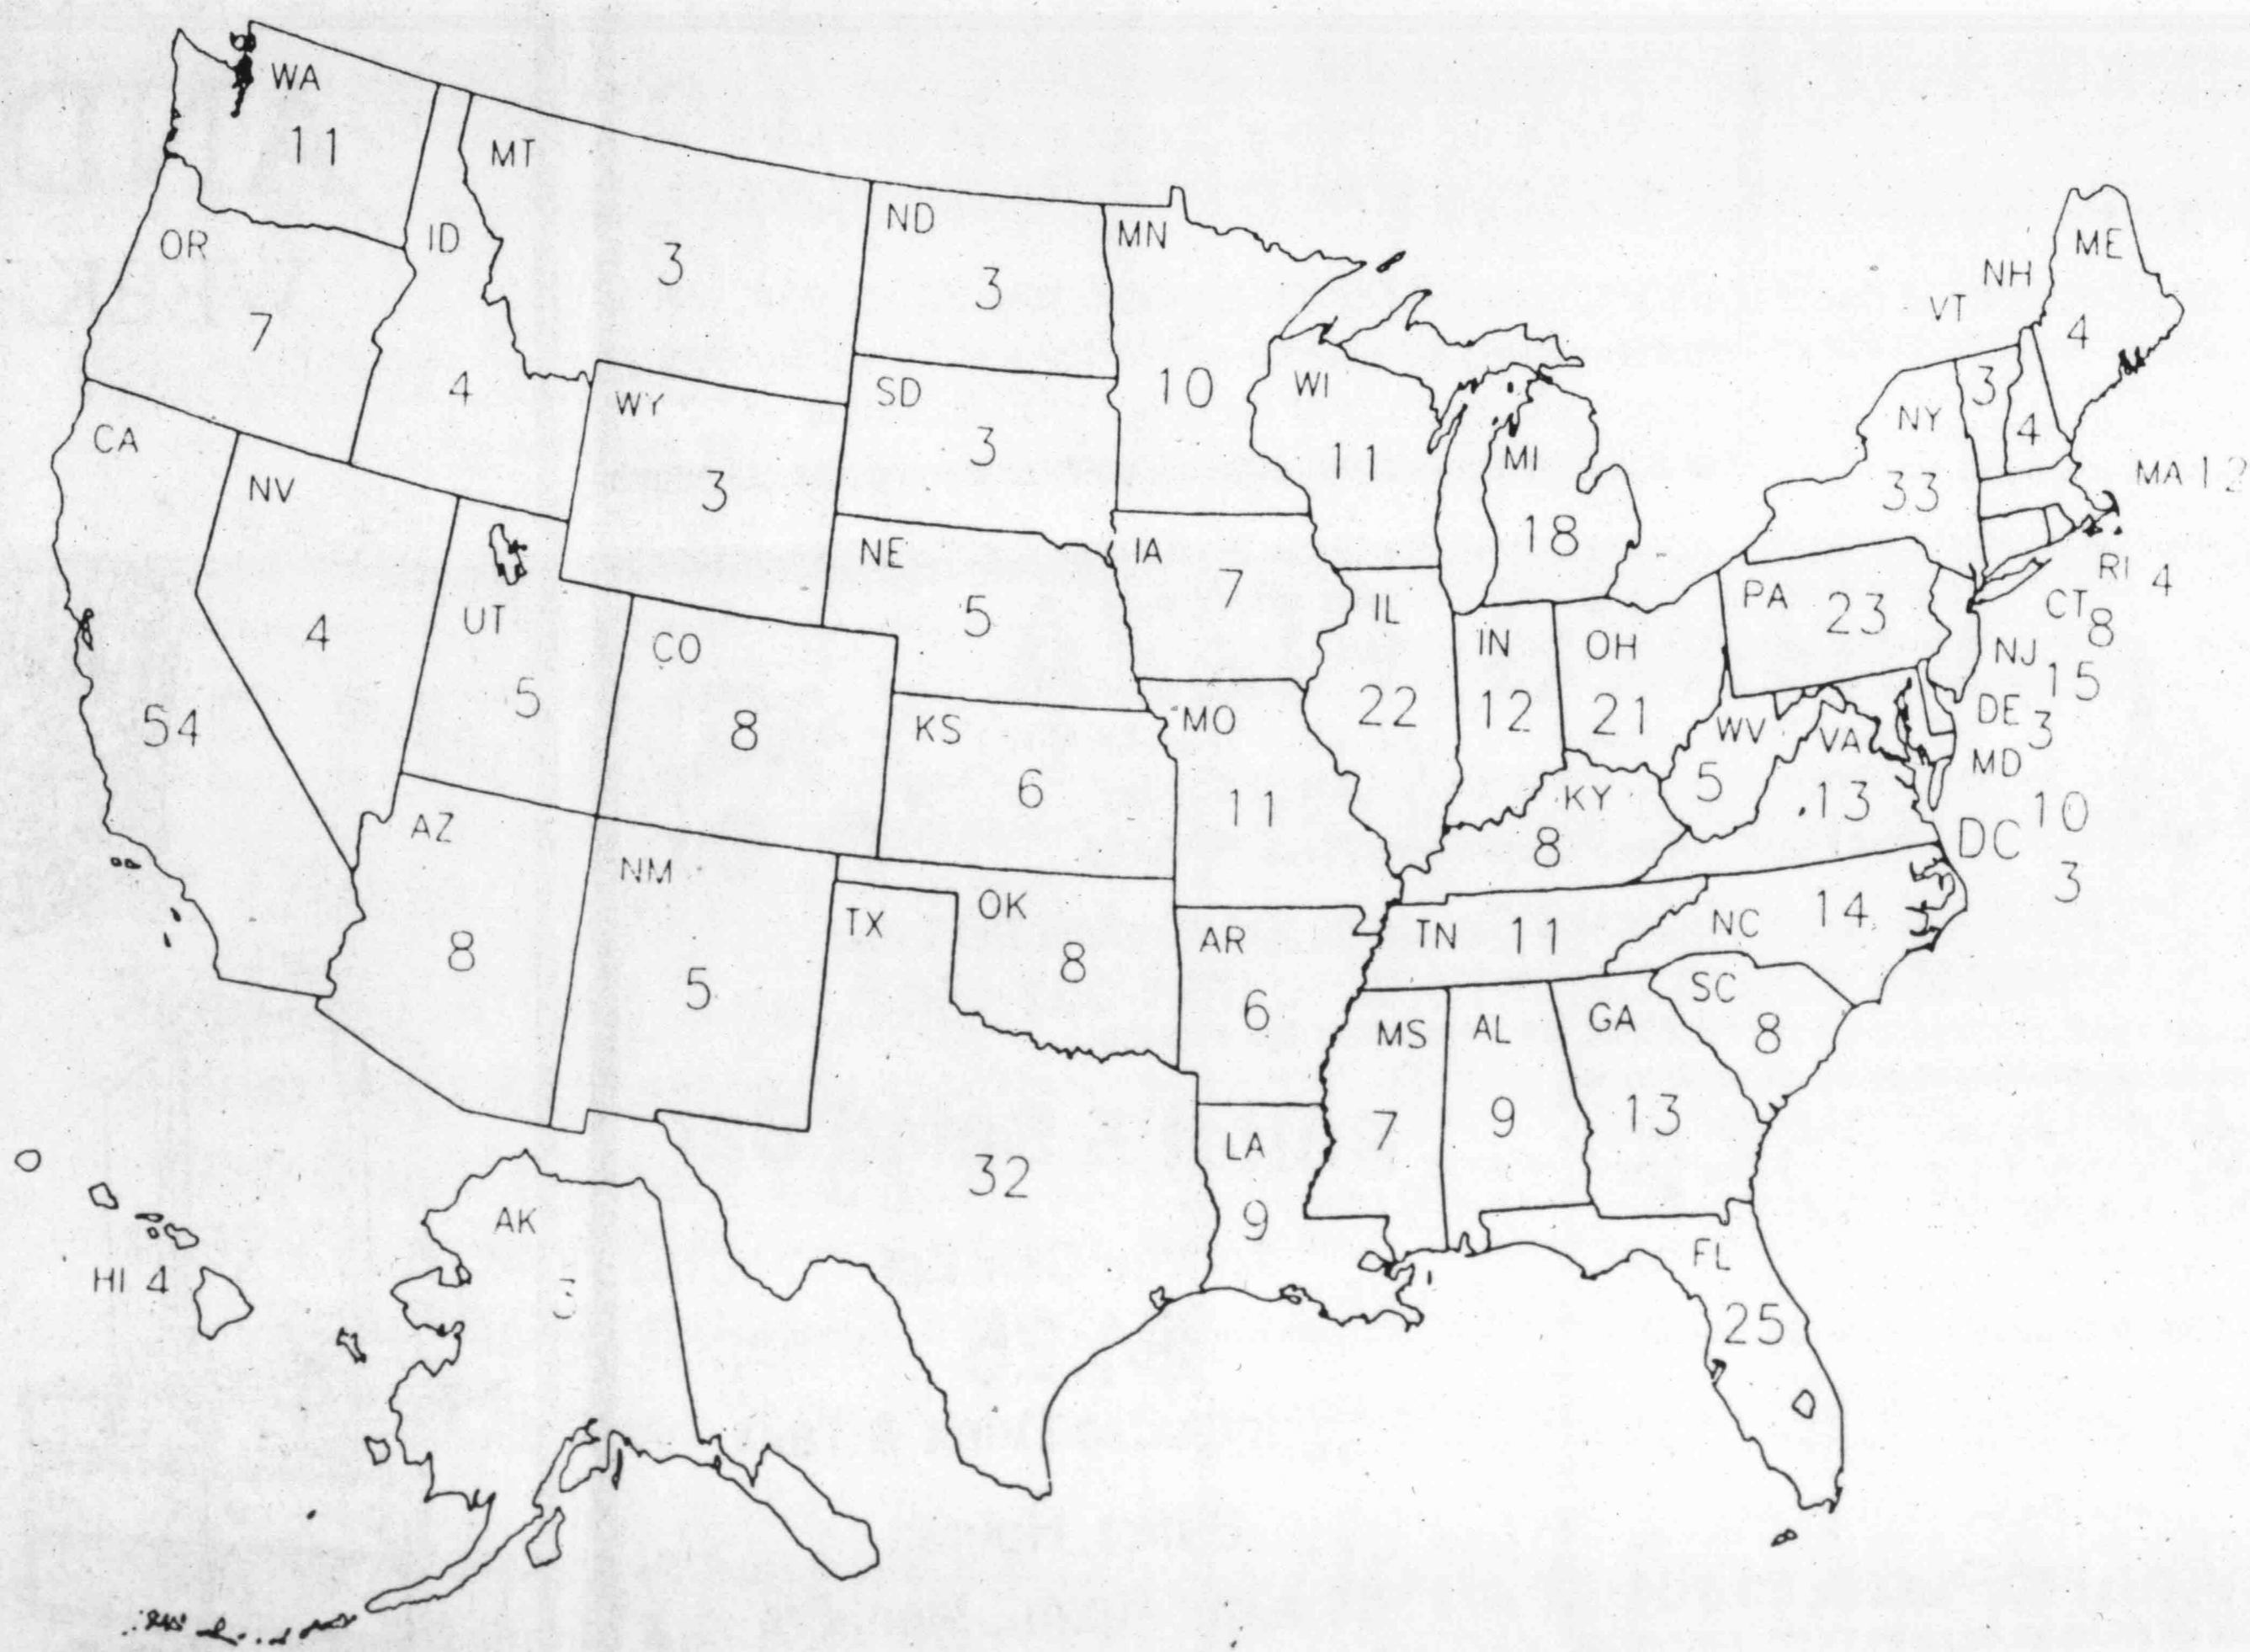 WA
11
MT
3
OR
7
ID
4
ND
3
MN
10
SD
3
WY
3
WI
11
MI
18
ME
4
NH
4
VT
3
NY
33
MA 12
RI 4
CT
8
CA
54
NV
4
UT
5
CO
8
NE
5
IA
7
IL
22
IN
12
OH
21
PA 23
NJ
15
DE
3
MD
10
DC
3
KS
6
MO
11
KY
8
WV
5
VA
13
AZ
8
NM
5
TX
32
OK
8
AR
6
TN 11
NC 14
SC
8
MS
7
AL
9
GA
13
LA
9
FL
25
HI 4
AK